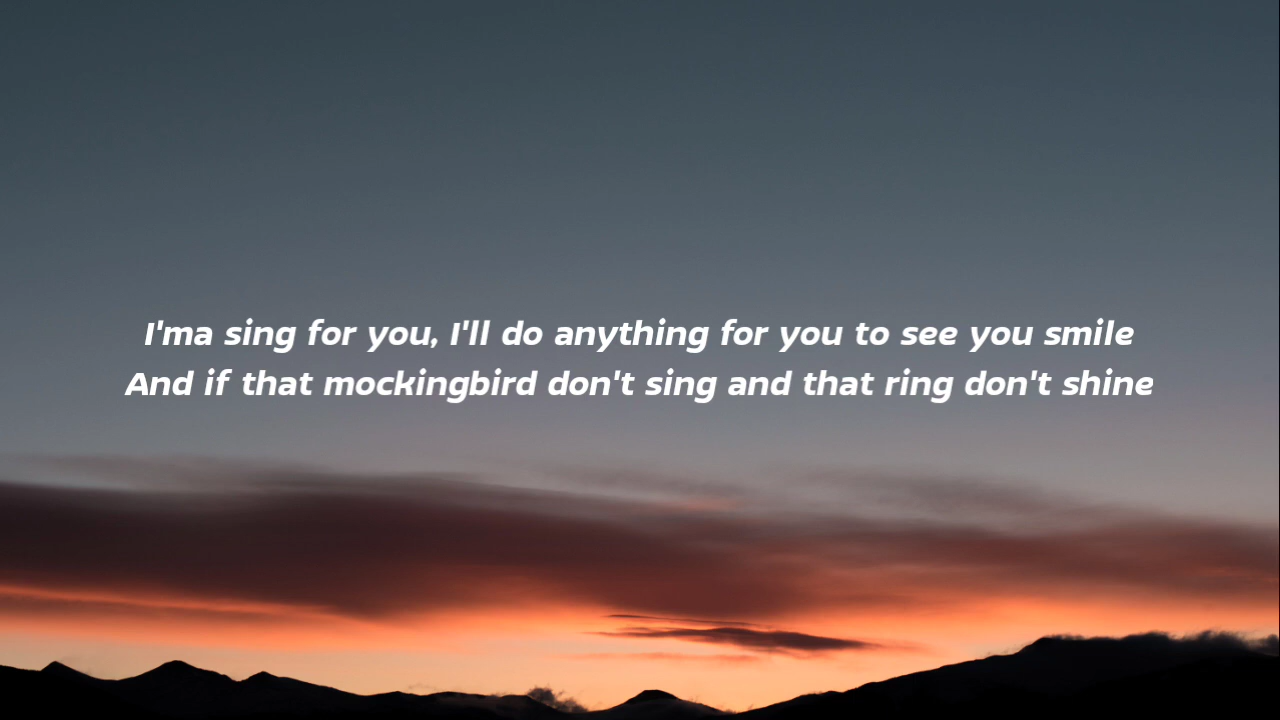 I'ma sing for you, I'll do anything for you to see you smile
And if that mockingbird don't sing and that ring don't shine